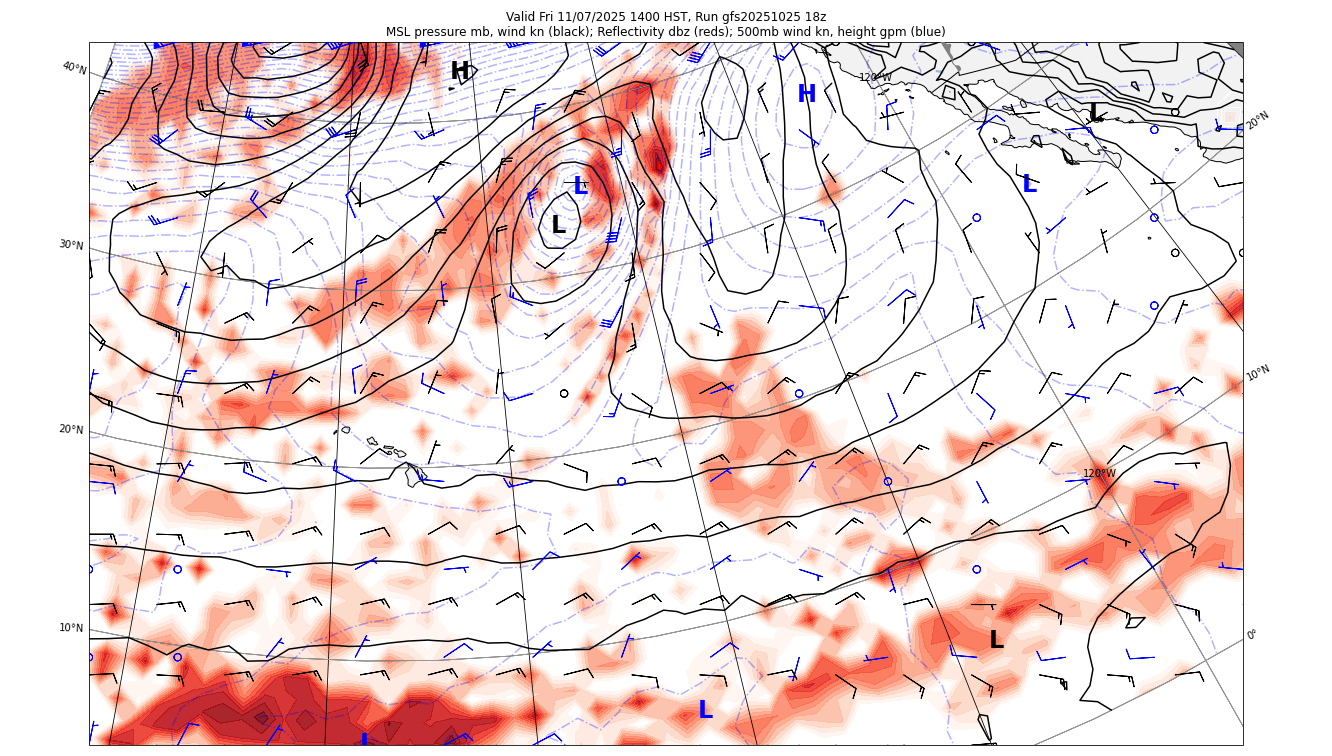 Valid Fri 11/07/2025 1400 HST, Run gfs20251025 18z
MSL pressure mb, wind kn (black); Reflectivity dbz (reds); 500mb wind kn, height gpm (blue)
40°N
H
120°W
H
L
20°N
L
L
L
30°N
10°N
20°N
120°W
10°N
0°
L
L
L